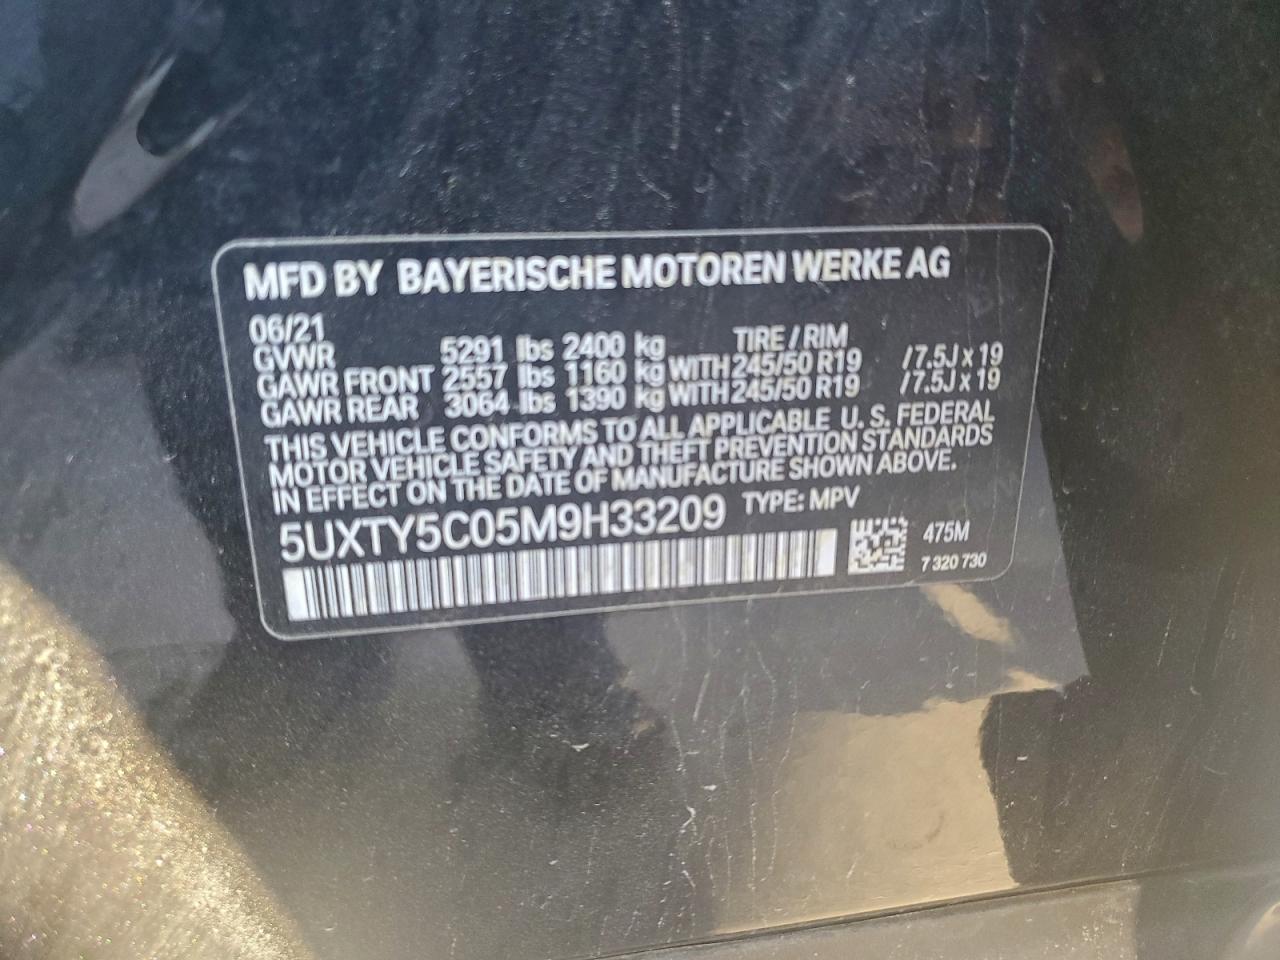 MFD BY BAYERISCHE MOTOREN WERKE AG
06/21 TIRE / RIM
GVWR 5291 lbs 2400 kg
GAWR FRONT 2557 lbs 1160 kg WITH 245/50 R19 /7.5J x 19
GAWR REAR 3064 lbs 1390 kg WITH 245/50 R19 /7.5J x 19
THIS VEHICLE CONFORMS TO ALL APPLICABLE U. S. FEDERAL
MOTOR VEHICLE SAFETY AND THEFT PREVENTION STANDARDS
IN EFFECT ON THE DATE OF MANUFACTURE SHOWN ABOVE.
5UXTY5C05M9H33209 TYPE: MPV
475M
7 320 730